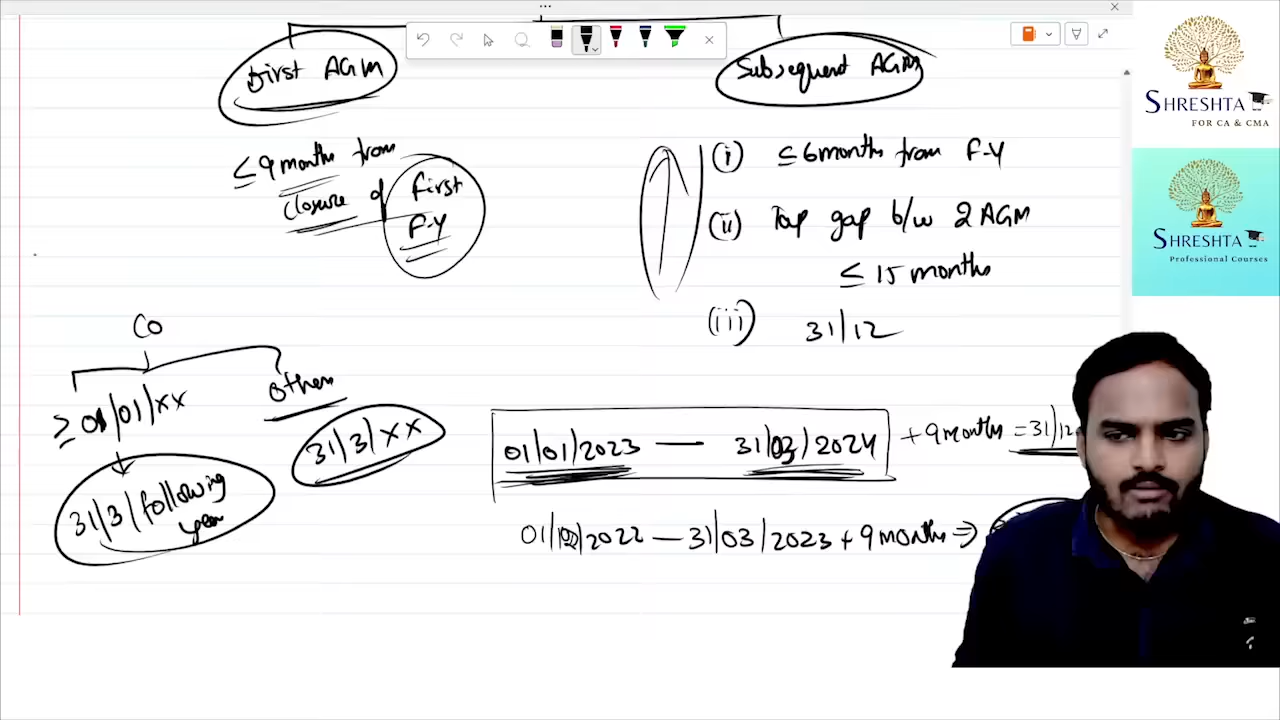 First AGM
≤ 9 months from
closure of First
F-Y
Subsequent AGM
(i) ≤ 6 months from F-Y
(ii) gap b/w 2 AGM
≤ 15 months
(iii) 31/12
Co
≥ 01/01/XX
others
31/3/XX
31/3/following
year
01/01/2023 — 31/03/2024 + 9 months = 31/12
2022 — 31/03/2023 + 9 months ⇒
SHRESHTA
FOR CA & CMA
SHRESHTA
Professional Courses